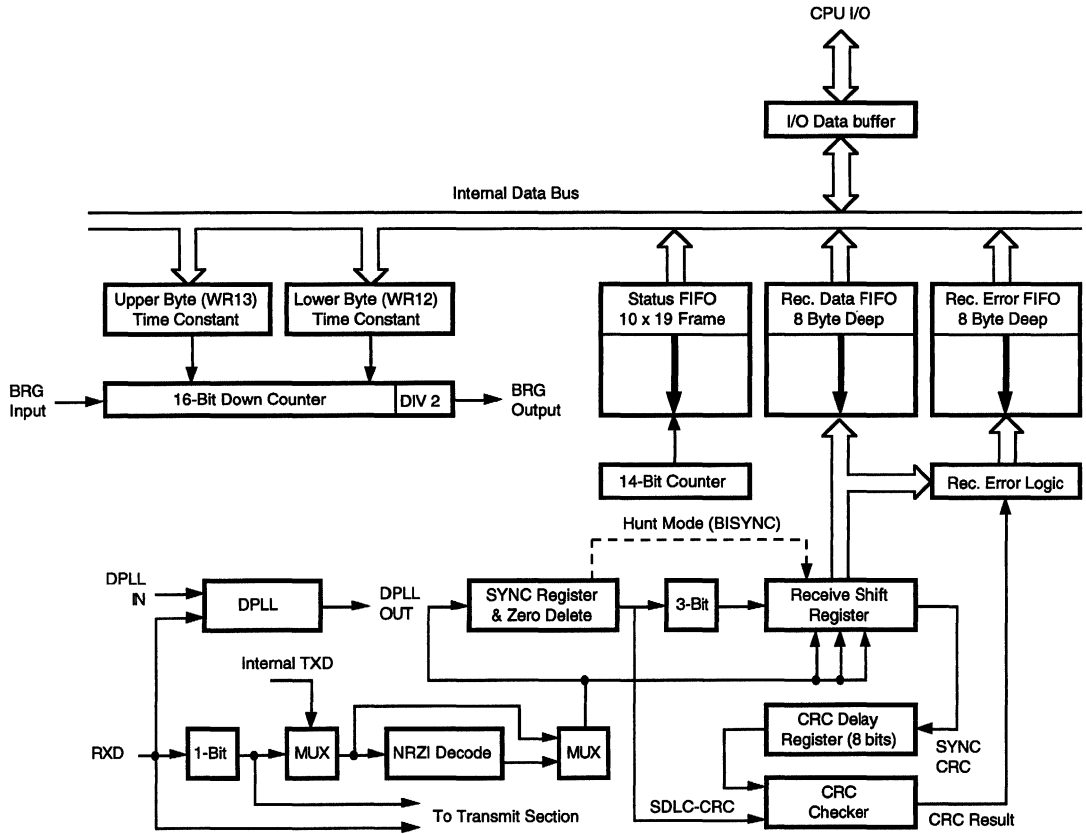 CPU I/O
I/O Data buffer
Internal Data Bus
Upper Byte (WR13)
Time Constant
Lower Byte (WR12)
Time Constant
Status FIFO
10 x 19 Frame
Rec. Data FIFO
8 Byte Deep
Rec. Error FIFO
8 Byte Deep
BRG
Input
16-Bit Down Counter
DIV 2
BRG
Output
14-Bit Counter
Rec. Error Logic
Hunt Mode (BISYNC)
DPLL
IN
DPLL
DPLL
OUT
SYNC Register
& Zero Delete
3-Bit
Receive Shift
Register
Internal TXD
RXD
1-Bit
MUX
NRZI Decode
MUX
CRC Delay
Register (8 bits)
SYNC
CRC
SDLC-CRC
CRC
Checker
CRC Result
To Transmit Section